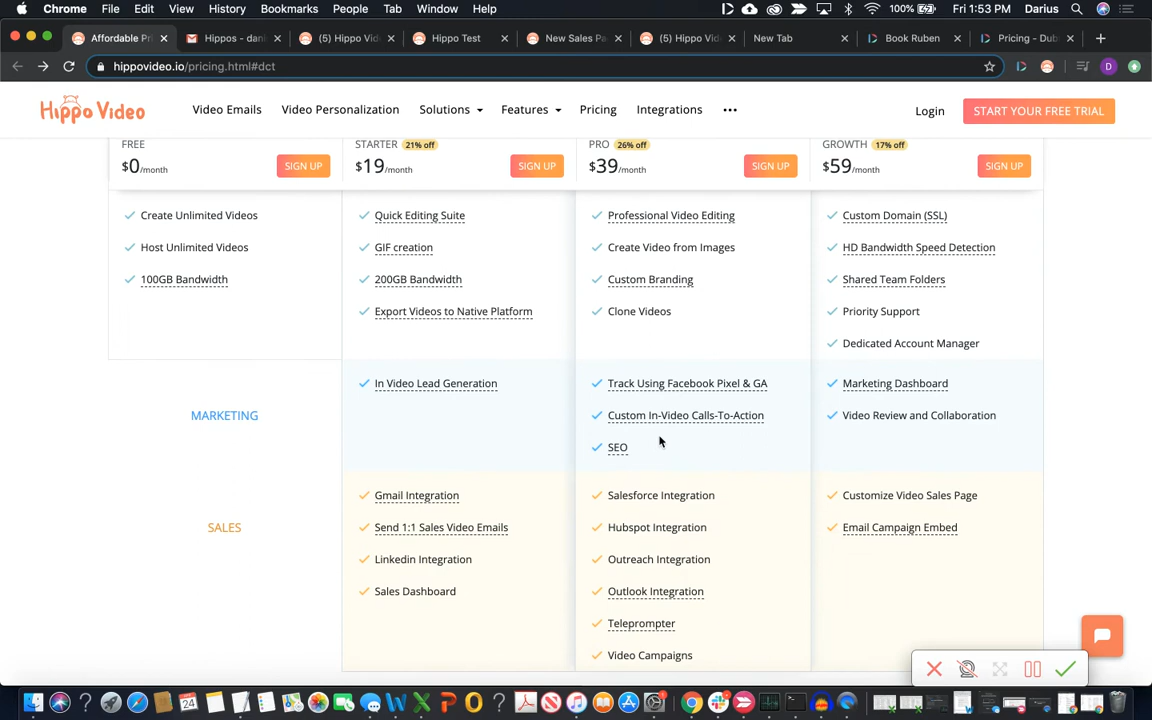 Chrome File Edit View History Bookmarks People Tab Window Help 100% Fri 1:53 PM Darius
Affordable Pri Hippos - dani (5) Hippo Vid Hippo Test New Sales Pa (5) Hippo Vid New Tab Book Ruben Pricing - Dub
hippovideo.io/pricing.html#dct D
Hippo Video Video Emails Video Personalization Solutions Features Pricing Integrations Login START YOUR FREE TRIAL
FREE STARTER 21% off PRO 26% off GROWTH 17% off
$0/month SIGN UP $19/month SIGN UP $39/month SIGN UP $59/month SIGN UP
Create Unlimited Videos Quick Editing Suite Professional Video Editing Custom Domain (SSL)
Host Unlimited Videos GIF creation Create Video from Images HD Bandwidth Speed Detection
100GB Bandwidth 200GB Bandwidth Custom Branding Shared Team Folders
Export Videos to Native Platform Clone Videos Priority Support
Dedicated Account Manager
In Video Lead Generation Track Using Facebook Pixel & GA Marketing Dashboard
MARKETING Custom In-Video Calls-To-Action Video Review and Collaboration
SEO
Gmail Integration Salesforce Integration Customize Video Sales Page
SALES Send 1:1 Sales Video Emails Hubspot Integration Email Campaign Embed
Linkedin Integration Outreach Integration
Sales Dashboard Outlook Integration
Teleprompter
Video Campaigns